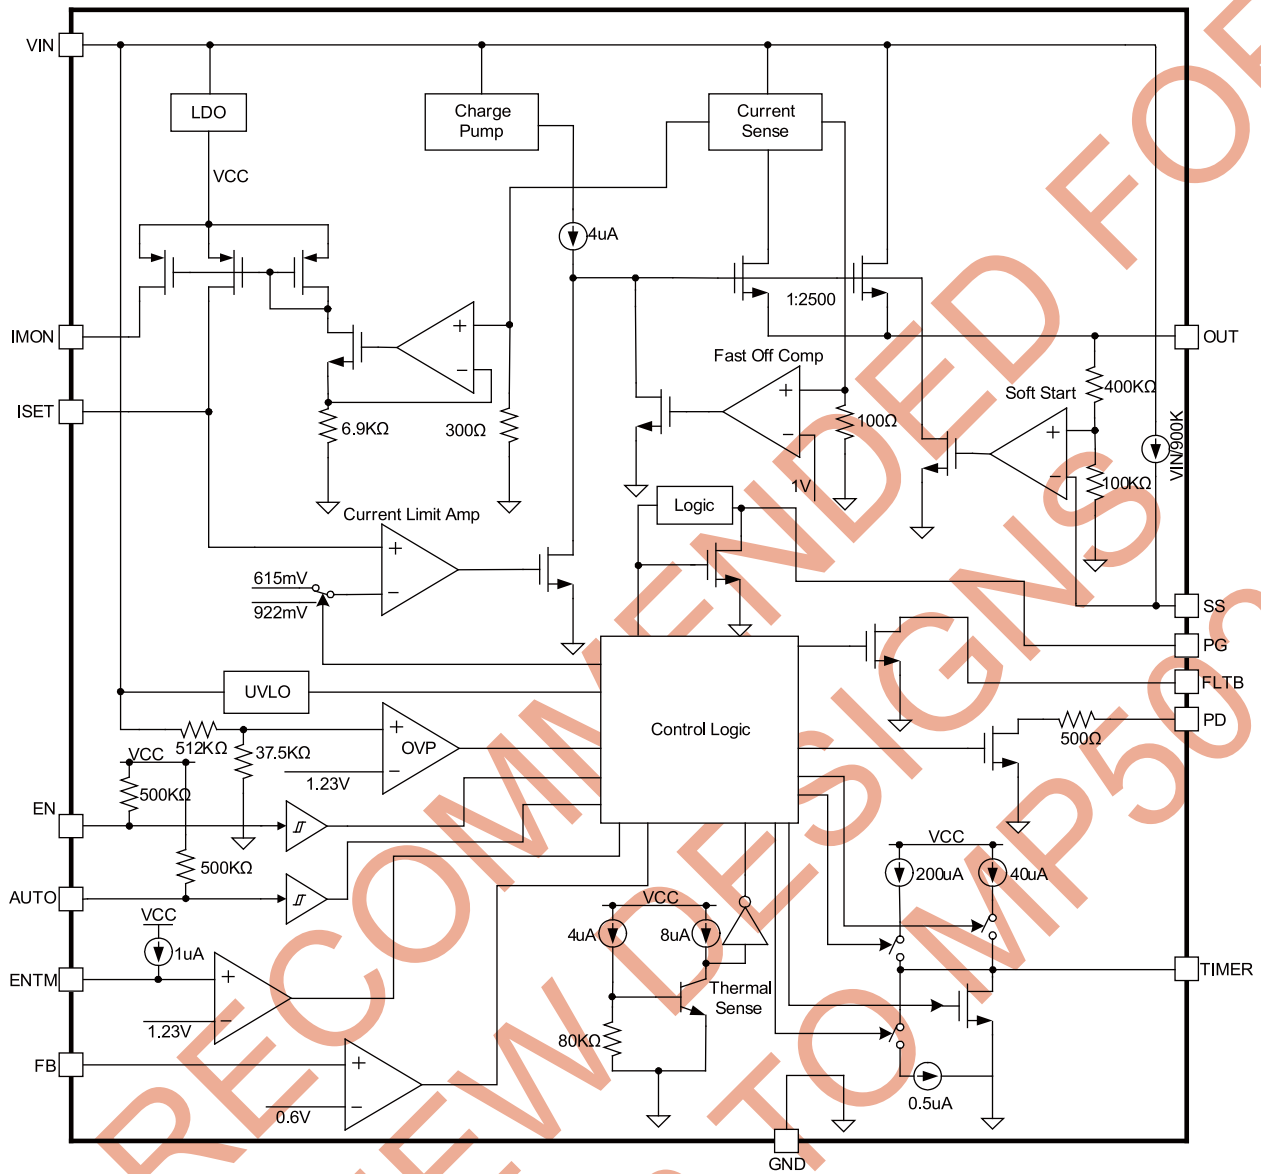 VIN
LDO
Charge
Pump
Current
Sense
VCC
4uA
1:2500
IMON
OUT
ISET
Fast Off Comp
Soft Start
400KΩ
6.9KΩ
300Ω
100Ω
VIN/900K
100KΩ
1V
Logic
Current Limit Amp
615mV
922mV
SS
PG
FLTB
PD
UVLO
Control Logic
512KΩ
OVP
37.5KΩ
500Ω
VCC
1.23V
500KΩ
EN
500KΩ
AUTO
VCC
200uA
40uA
VCC
VCC
4uA
8uA
1uA
ENTM
Thermal
Sense
TIMER
1.23V
80KΩ
FB
0.6V
0.5uA
GND
RECOMMENDED FOR
NEW DESIGNS
TO MP50